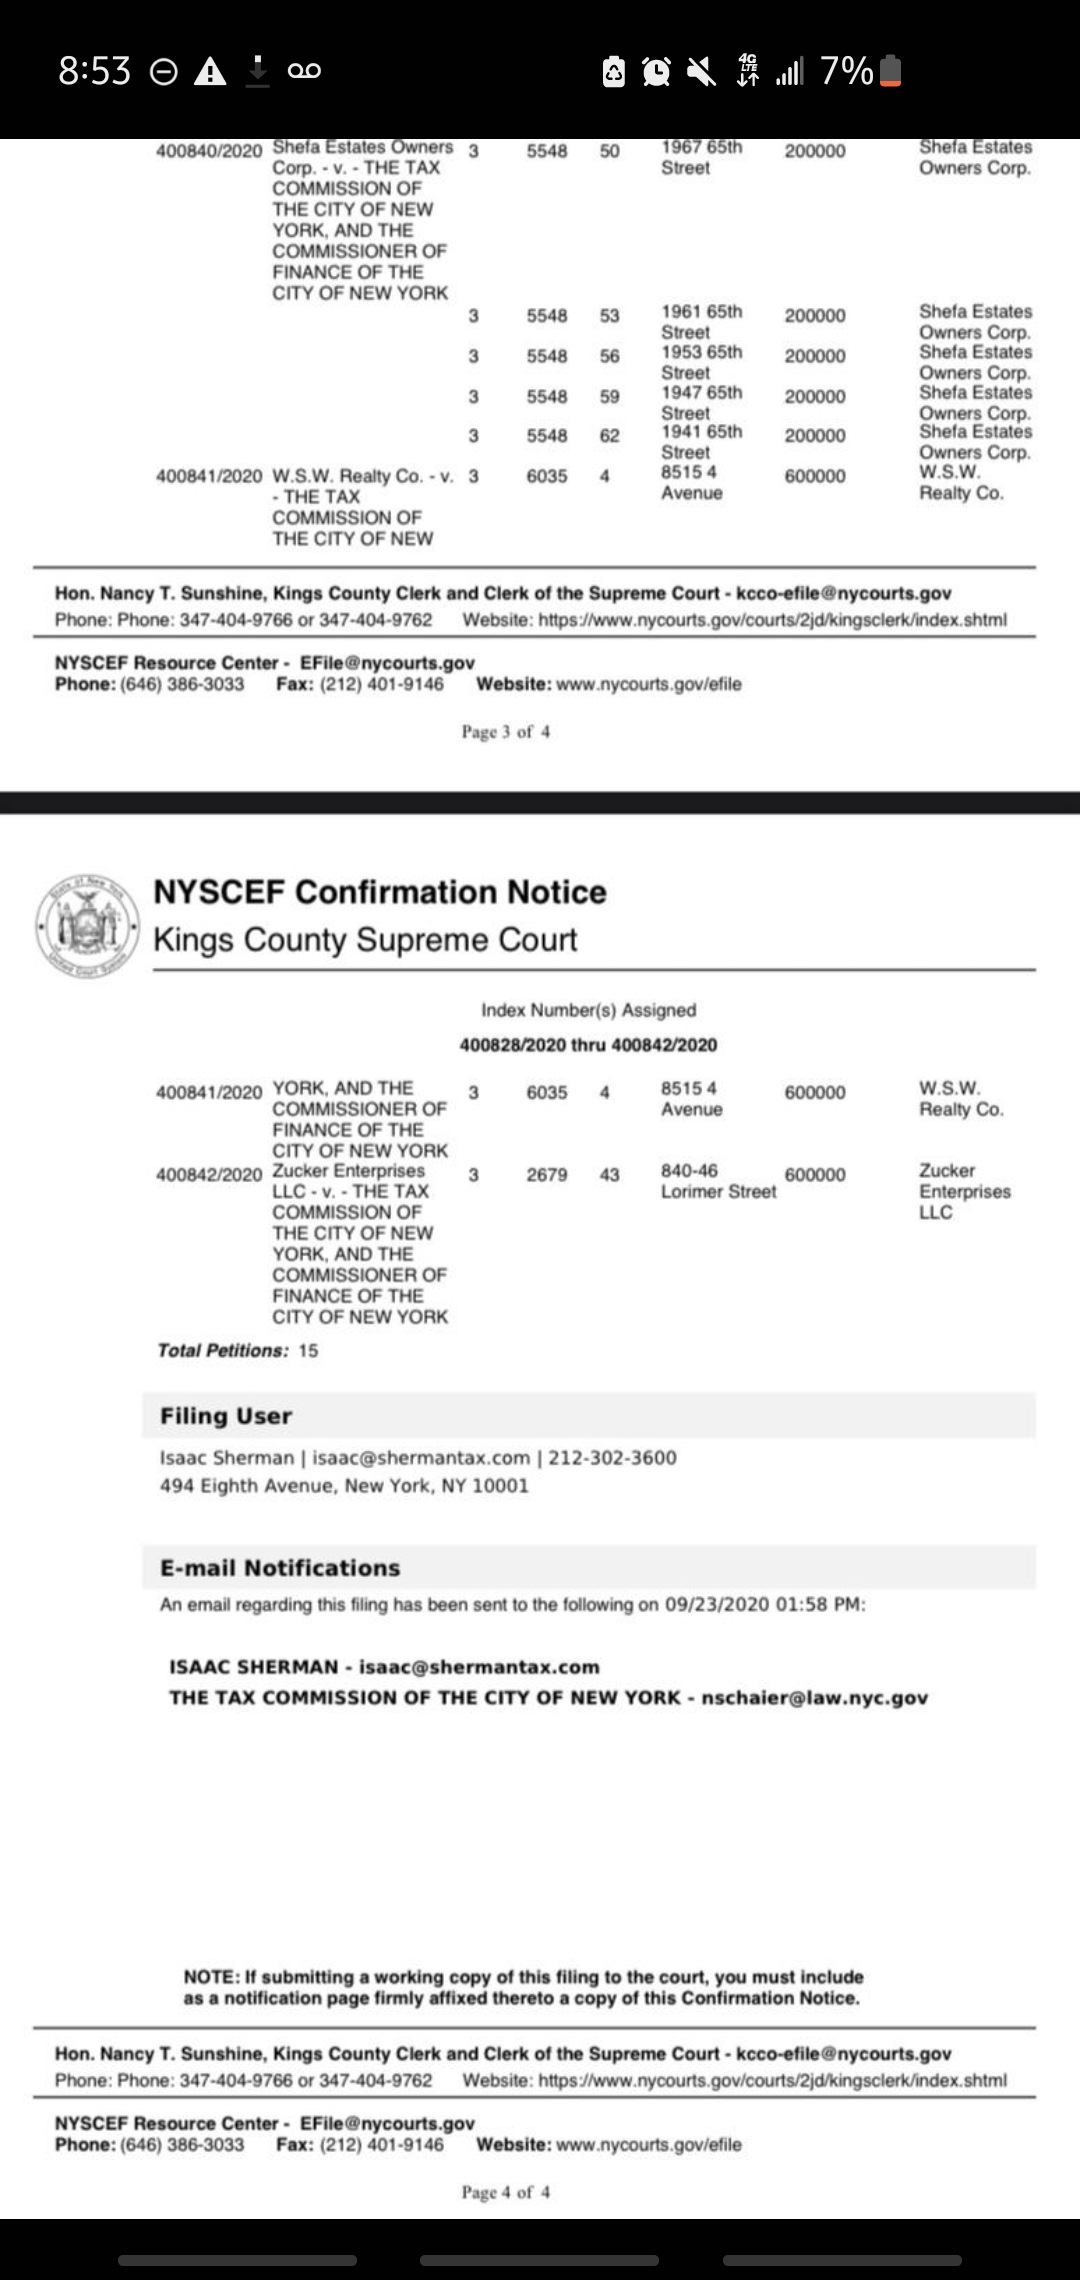 8:53 7%
400840/2020 Shefa Estates Owners 3 5548 50 1967 65th 200000 Shefa Estates
Corp. - v. - THE TAX Street Owners Corp.
COMMISSION OF
THE CITY OF NEW
YORK, AND THE
COMMISSIONER OF
FINANCE OF THE
CITY OF NEW YORK
3 5548 53 1961 65th 200000 Shefa Estates
Street Owners Corp.
3 5548 56 1953 65th 200000 Shefa Estates
Street Owners Corp.
3 5548 59 1947 65th 200000 Shefa Estates
Street Owners Corp.
3 5548 62 1941 65th 200000 Shefa Estates
Street Owners Corp.
400841/2020 W.S.W. Realty Co. - v. 3 6035 4 8515 4 600000 W.S.W.
- THE TAX Avenue Realty Co.
COMMISSION OF
THE CITY OF NEW
Hon. Nancy T. Sunshine, Kings County Clerk and Clerk of the Supreme Court - kcco-efile@nycourts.gov
Phone: Phone: 347-404-9766 or 347-404-9762 Website: https://www.nycourts.gov/courts/2jd/kingsclerk/index.shtml
NYSCEF Resource Center - EFile@nycourts.gov
Phone: (646) 386-3033 Fax: (212) 401-9146 Website: www.nycourts.gov/efile
Page 3 of 4
NYSCEF Confirmation Notice
Kings County Supreme Court
Index Number(s) Assigned
400828/2020 thru 400842/2020
400841/2020 YORK, AND THE 3 6035 4 8515 4 600000 W.S.W.
COMMISSIONER OF Avenue Realty Co.
FINANCE OF THE
CITY OF NEW YORK
400842/2020 Zucker Enterprises 3 2679 43 840-46 600000 Zucker
LLC - v. - THE TAX Lorimer Street Enterprises
COMMISSION OF LLC
THE CITY OF NEW
YORK, AND THE
COMMISSIONER OF
FINANCE OF THE
CITY OF NEW YORK
Total Petitions: 15
Filing User
Isaac Sherman | isaac@shermantax.com | 212-302-3600
494 Eighth Avenue, New York, NY 10001
E-mail Notifications
An email regarding this filing has been sent to the following on 09/23/2020 01:58 PM:
ISAAC SHERMAN - isaac@shermantax.com
THE TAX COMMISSION OF THE CITY OF NEW YORK - nschaier@law.nyc.gov
NOTE: If submitting a working copy of this filing to the court, you must include
as a notification page firmly affixed thereto a copy of this Confirmation Notice.
Hon. Nancy T. Sunshine, Kings County Clerk and Clerk of the Supreme Court - kcco-efile@nycourts.gov
Phone: Phone: 347-404-9766 or 347-404-9762 Website: https://www.nycourts.gov/courts/2jd/kingsclerk/index.shtml
NYSCEF Resource Center - EFile@nycourts.gov
Phone: (646) 386-3033 Fax: (212) 401-9146 Website: www.nycourts.gov/efile
Page 4 of 4